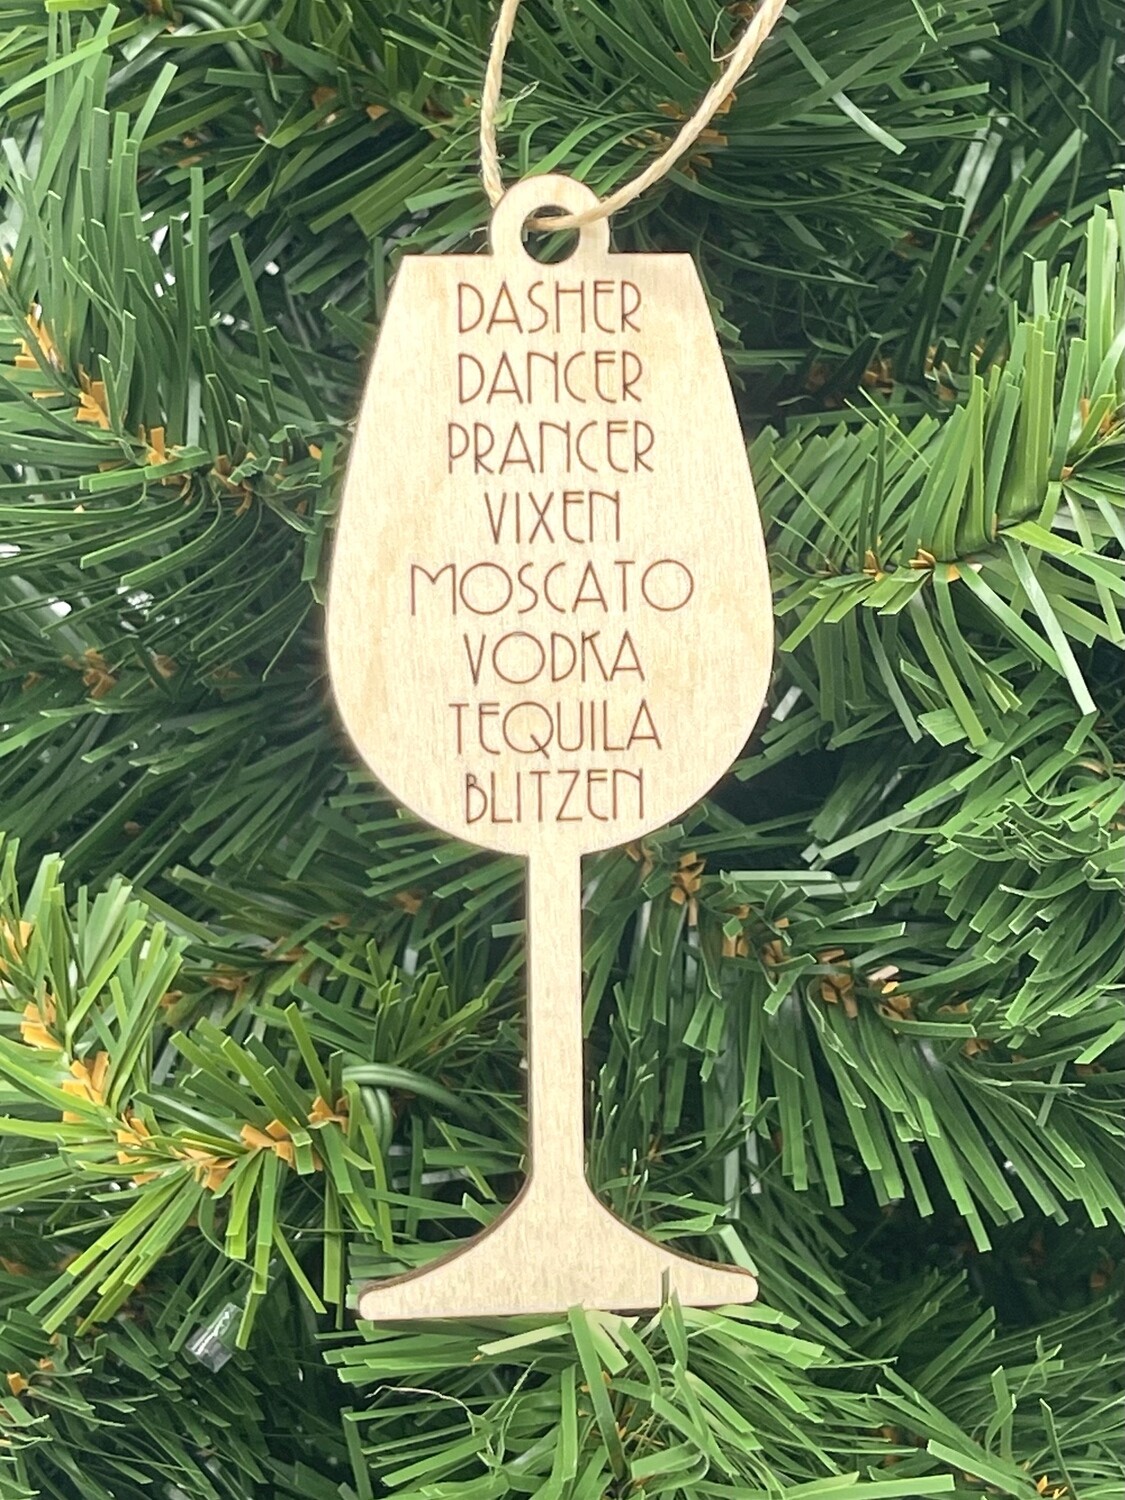 DASHER
DANCER
PRANCER
VIXEN
MOSCATO
VODKA
TEQUILA
BLITZEN